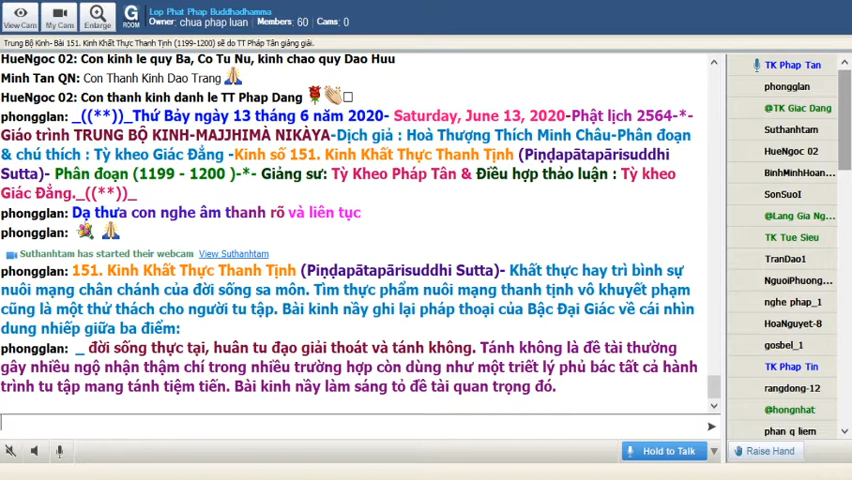 Lop Phat Phap Buddhadhamma
Owner: chua phap luan   Members: 60   Cams: 0
View Cam
My Cam
Enlarge
G
ROOM
Trung Bộ Kinh- Bài 151. Kinh Khất Thực Thanh Tịnh (1199-1200) sẽ do TT Pháp Tân giảng giải.
HueNgoc 02: Con kinh le quy Ba, Co Tu Nu, kinh chao quy Dao Huu
Minh Tan QN: Con Thanh Kinh Dao Trang
HueNgoc 02: Con thanh kinh danh le TT Phap Dang
phongglan: _((**))_Thứ Bảy ngày 13 tháng 6 năm 2020- Saturday, June 13, 2020-Phật lịch 2564-*-
Giáo trình TRUNG BỘ KINH-MAJJHIMÀ NIKÀYA-Dịch giả : Hoà Thượng Thích Minh Châu-Phân đoạn
& chú thích : Tỳ kheo Giác Đẳng -Kinh số 151. Kinh Khất Thực Thanh Tịnh (Piṇḍapātapārisuddhi
Sutta)- Phân đoạn (1199 - 1200 )-*- Giảng sư: Tỳ Kheo Pháp Tân & Điều hợp thảo luận : Tỳ kheo
Giác Đẳng._((**))_
phongglan: Dạ thưa con nghe âm thanh rõ và liên tục
phongglan:
Suthanhtam has started their webcam   View Suthanhtam
phongglan: 151. Kinh Khất Thực Thanh Tịnh (Piṇḍapātapārisuddhi Sutta)- Khất thực hay trì bình sự
nuôi mạng chân chánh của đời sống sa môn. Tìm thực phẩm nuôi mạng thanh tịnh vô khuyết phạm
cũng là một thử thách cho người tu tập. Bài kinh nầy ghi lại pháp thoại của Bậc Đại Giác về cái nhìn
dung nhiếp giữa ba điểm:
phongglan: _ đời sống thực tại, huân tu đạo giải thoát và tánh không. Tánh không là đề tài thường
gây nhiều ngộ nhận thậm chí trong nhiều trường hợp còn dùng như một triết lý phủ bác tất cả hành
trình tu tập mang tánh tiệm tiến. Bài kinh nầy làm sáng tỏ đề tài quan trọng đó.
Hold to Talk
TK Phap Tan
phongglan
@TK Giac Dang
Suthanhtam
HueNgoc 02
BinhMinhHoan...
SonSuoI
@Lang Gia Ng...
TK Tue Sieu
TranDao1
NguoiPhuong...
nghe phap_1
HoaNguyet-8
gosbel_1
TK Phap Tin
rangdong-12
@hongnhat
phan q liem
Raise Hand